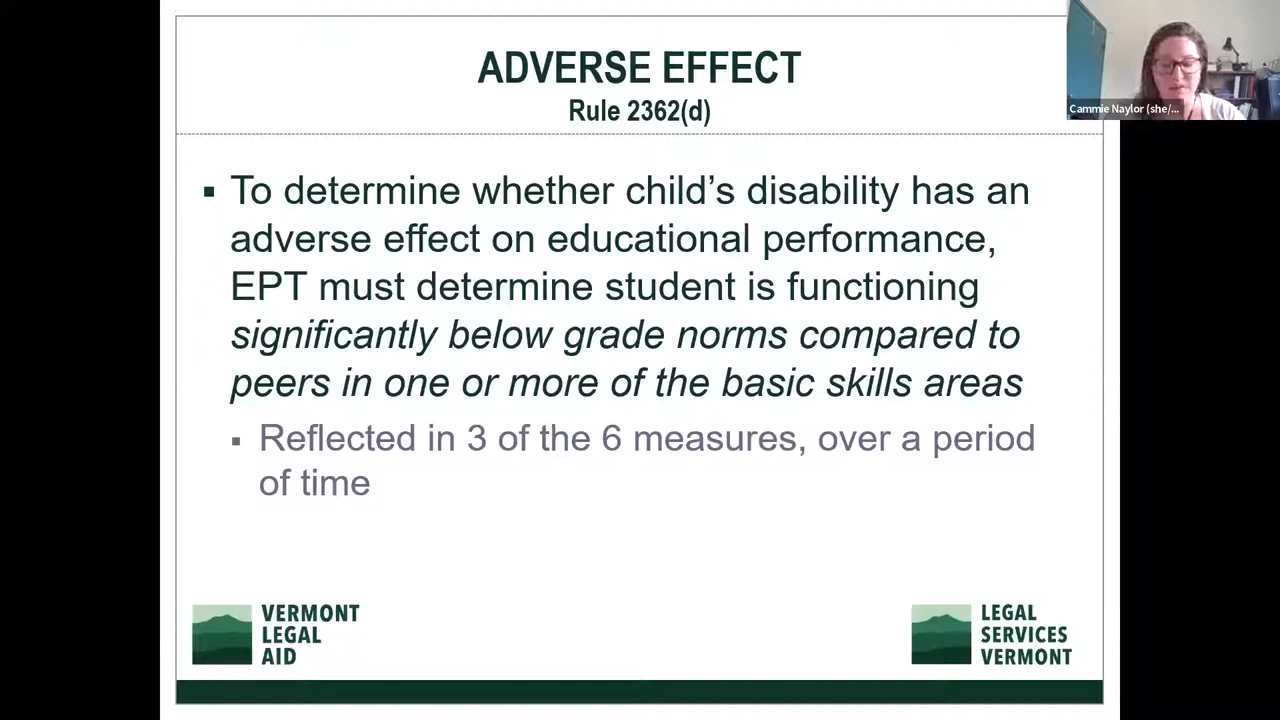 ADVERSE EFFECT
Rule 2362(d)
Cammie Naylor (she/...
▪ To determine whether child’s disability has an
adverse effect on educational performance,
EPT must determine student is functioning
significantly below grade norms compared to
peers in one or more of the basic skills areas
▪ Reflected in 3 of the 6 measures, over a period
of time
VERMONT
LEGAL
AID
LEGAL
SERVICES
VERMONT